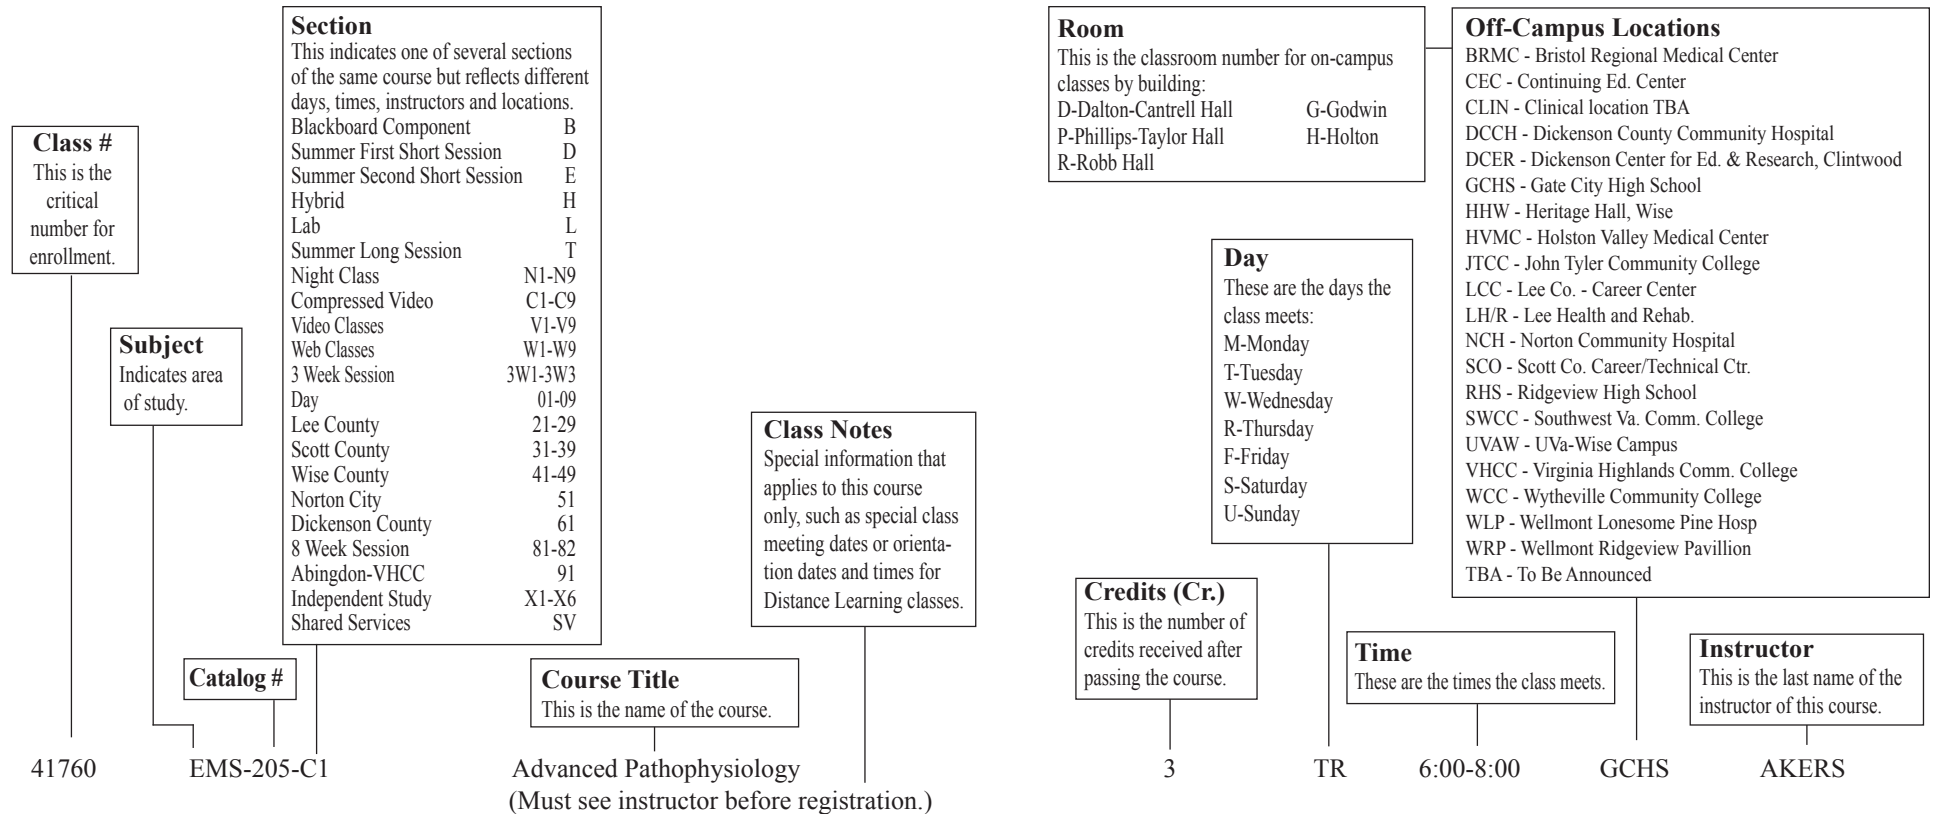 Class #
This is the
critical
number for
enrollment.
Subject
Indicates area
of study.
Catalog #
Section
This indicates one of several sections
of the same course but reflects different
days, times, instructors and locations.
Blackboard Component B
Summer First Short Session D
Summer Second Short Session E
Hybrid H
Lab L
Summer Long Session T
Night Class N1-N9
Compressed Video C1-C9
Video Classes V1-V9
Web Classes W1-W9
3 Week Session 3W1-3W3
Day 01-09
Lee County 21-29
Scott County 31-39
Wise County 41-49
Norton City 51
Dickenson County 61
8 Week Session 81-82
Abingdon-VHCC 91
Independent Study X1-X6
Shared Services SV
Course Title
This is the name of the course.
Class Notes
Special information that
applies to this course
only, such as special class
meeting dates or orienta-
tion dates and times for
Distance Learning classes.
Room
This is the classroom number for on-campus
classes by building:
D-Dalton-Cantrell Hall G-Godwin
P-Phillips-Taylor Hall H-Holton
R-Robb Hall
Off-Campus Locations
BRMC - Bristol Regional Medical Center
CEC - Continuing Ed. Center
CLIN - Clinical location TBA
DCCH - Dickenson County Community Hospital
DCER - Dickenson Center for Ed. & Research, Clintwood
GCHS - Gate City High School
HHW - Heritage Hall, Wise
HVMC - Holston Valley Medical Center
JTCC - John Tyler Community College
LCC - Lee Co. - Career Center
LH/R - Lee Health and Rehab.
NCH - Norton Community Hospital
SCO - Scott Co. Career/Technical Ctr.
RHS - Ridgeview High School
SWCC - Southwest Va. Comm. College
UVAW - UVa-Wise Campus
VHCC - Virginia Highlands Comm. College
WCC - Wytheville Community College
WLP - Wellmont Lonesome Pine Hosp
WRP - Wellmont Ridgeview Pavillion
TBA - To Be Announced
Day
These are the days the
class meets:
M-Monday
T-Tuesday
W-Wednesday
R-Thursday
F-Friday
S-Saturday
U-Sunday
Credits (Cr.)
This is the number of
credits received after
passing the course.
Time
These are the times the class meets.
Instructor
This is the last name of the
instructor of this course.
41760 EMS-205-C1 Advanced Pathophysiology 3 TR 6:00-8:00 GCHS AKERS
(Must see instructor before registration.)